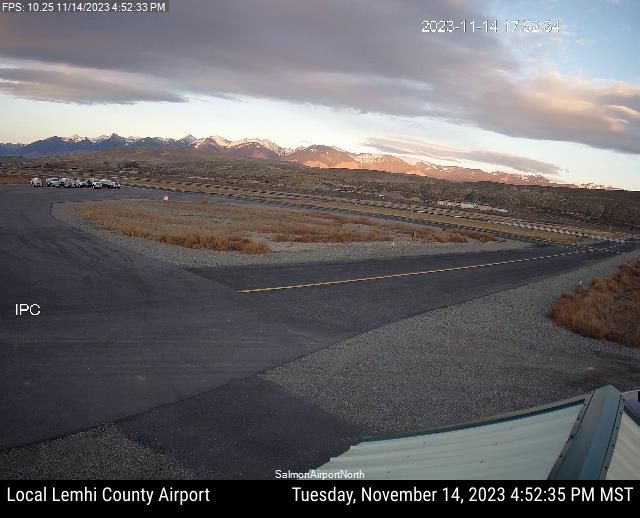 FPS: 10.25 11/14/2023 4:52:33 PM
2023-11-14 17:52:34
IPC
SalmonAirportNorth
Local Lemhi County Airport Tuesday, November 14, 2023 4:52:35 PM MST